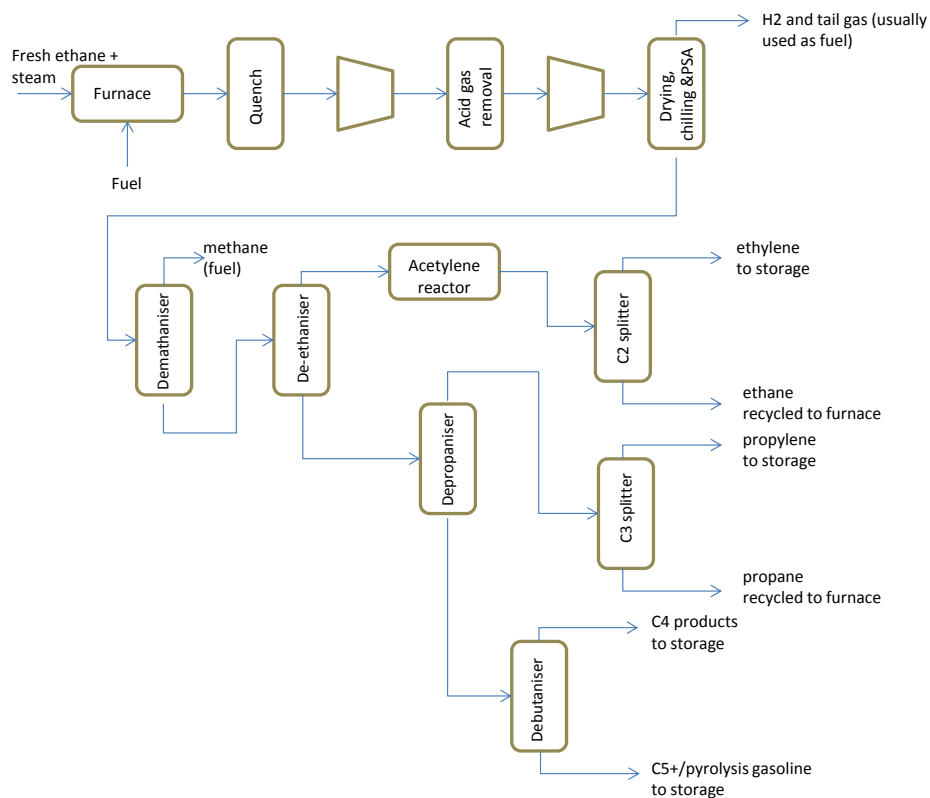 H2 and tail gas (usually
used as fuel)
Fresh ethane +
steam
Furnace
Quench
Acid gas
removal
Drying,
chilling &PSA
Fuel
methane
(fuel)
Demathaniser
De-ethaniser
Acetylene
reactor
C2 splitter
ethylene
to storage
ethane
recycled to furnace
Depropaniser
propylene
to storage
C3 splitter
propane
recycled to furnace
C4 products
to storage
Debutaniser
C5+/pyrolysis gasoline
to storage